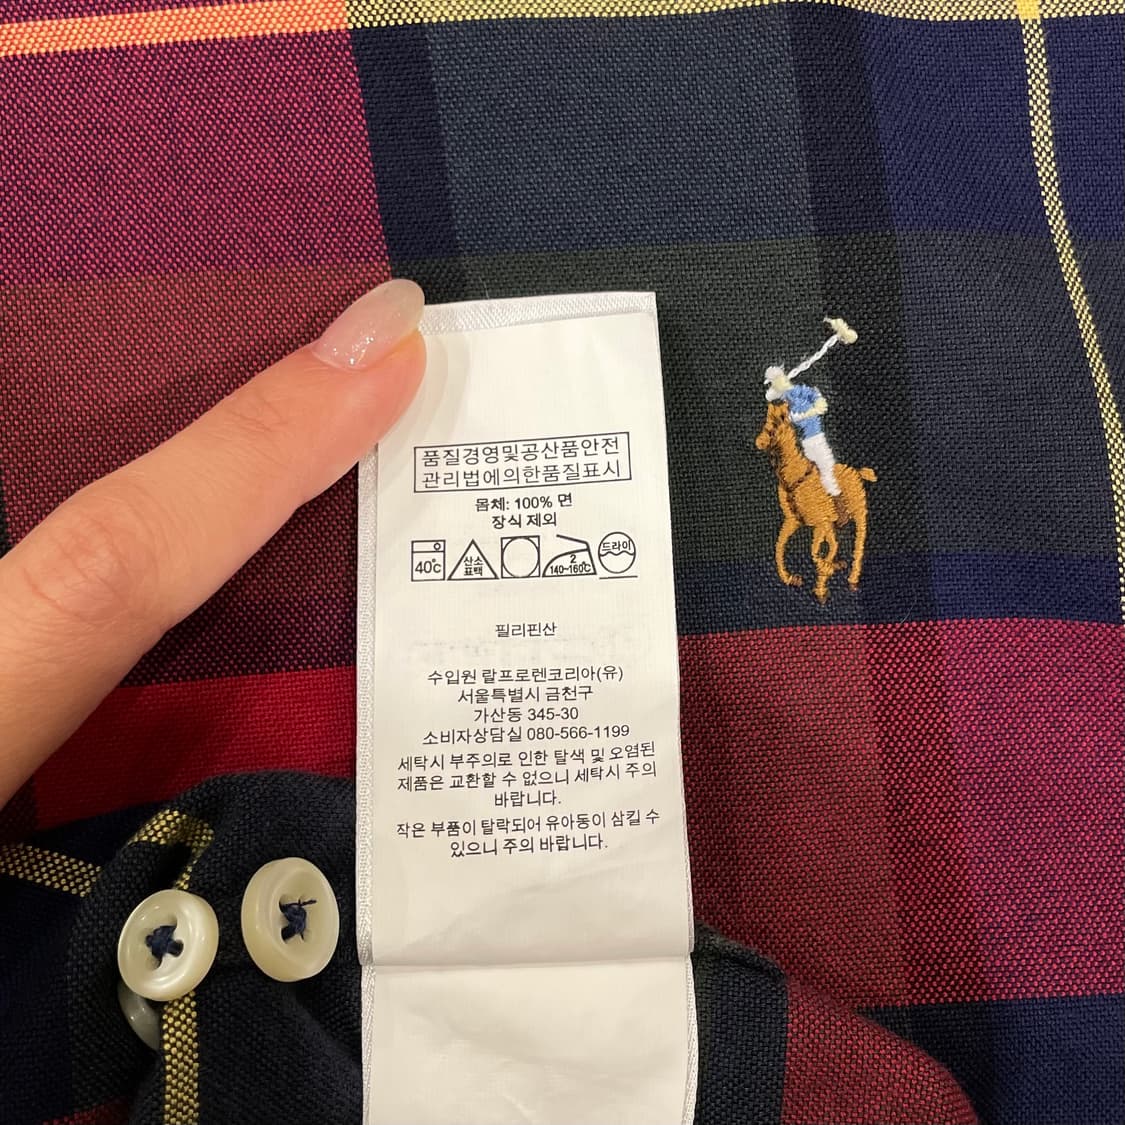 품질경영및공산품안전
관리법에의한품질표시
몸체: 100% 면
장식 제외
40℃ 산소 표택 2 140~160℃ 드라이
필리핀산
수입원 랄프로렌코리아(유)
서울특별시 금천구
가산동 345-30
소비자상담실 080-566-1199
세탁시 부주의로 인한 탈색 및 오염된
제품은 교환할 수 없으니 세탁시 주의
바랍니다.
작은 부품이 탈락되어 유아동이 삼킬 수
있으니 주의 바랍니다.